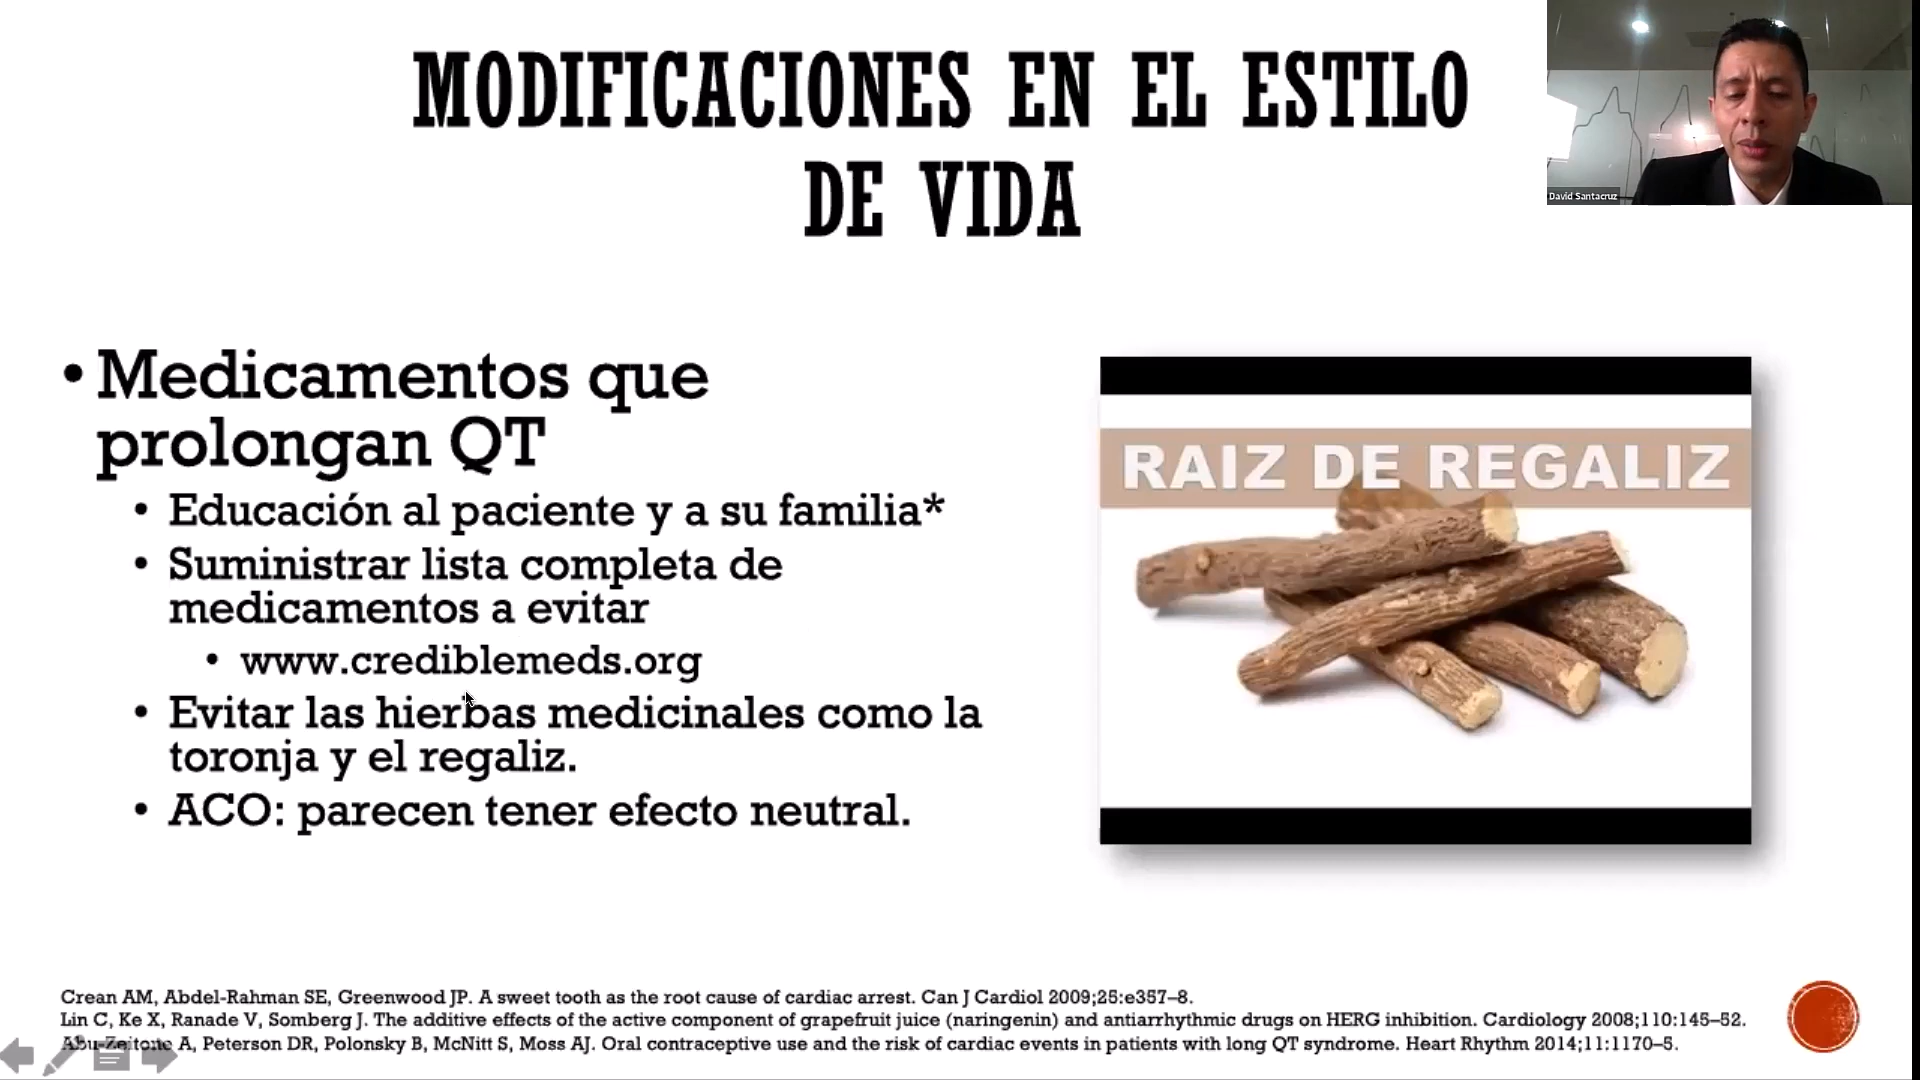 MODIFICACIONES EN EL ESTILO
DE VIDA
David Santacruz
• Medicamentos que
prolongan QT
• Educación al paciente y a su familia*
• Suministrar lista completa de
medicamentos a evitar
• www.crediblemeds.org
• Evitar las hierbas medicinales como la
toronja y el regaliz.
• ACO: parecen tener efecto neutral.
RAIZ DE REGALIZ
Crean AM, Abdel-Rahman SE, Greenwood JP. A sweet tooth as the root cause of cardiac arrest. Can J Cardiol 2009;25:e357–8.
Lin C, Ke X, Ranade V, Somberg J. The additive effects of the active component of grapefruit juice (naringenin) and antiarrhythmic drugs on HERG inhibition. Cardiology 2008;110:145–52.
Abu-Zeitone A, Peterson DR, Polonsky B, McNitt S, Moss AJ. Oral contraceptive use and the risk of cardiac events in patients with long QT syndrome. Heart Rhythm 2014;11:1170–5.